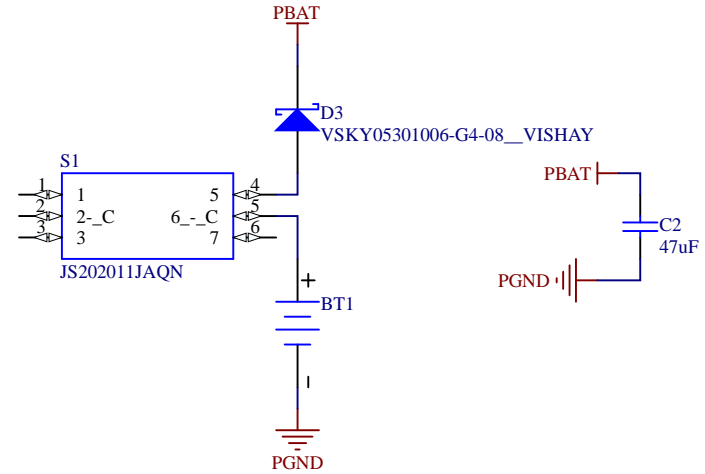 PBAT
D3
VSKY05301006-G4-08__VISHAY
S1
1 1 5 4
2 2-_C 6_-_C 5
3 3 7 6
JS202011JAQN
+
BT1
PGND
PBAT
C2
47uF
PGND